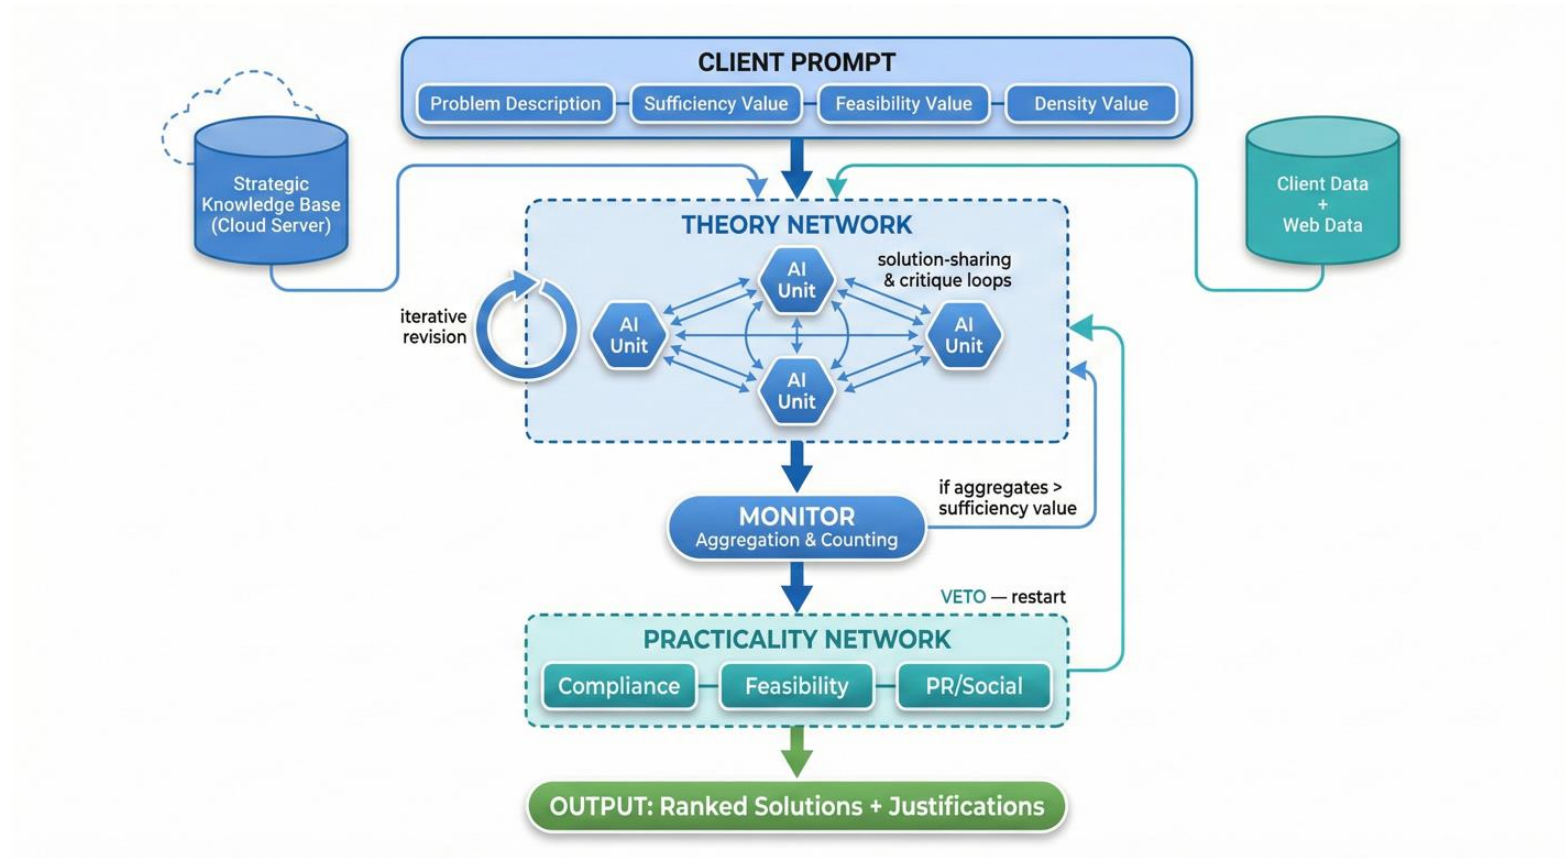 CLIENT PROMPT
Problem Description
Sufficiency Value
Feasibility Value
Density Value
Strategic
Knowledge Base
(Cloud Server)
Client Data
+
Web Data
THEORY NETWORK
solution-sharing
& critique loops
iterative
revision
AI
Unit
AI
Unit
AI
Unit
AI
Unit
if aggregates >
sufficiency value
MONITOR
Aggregation & Counting
VETO — restart
PRACTICALITY NETWORK
Compliance
Feasibility
PR/Social
OUTPUT: Ranked Solutions + Justifications